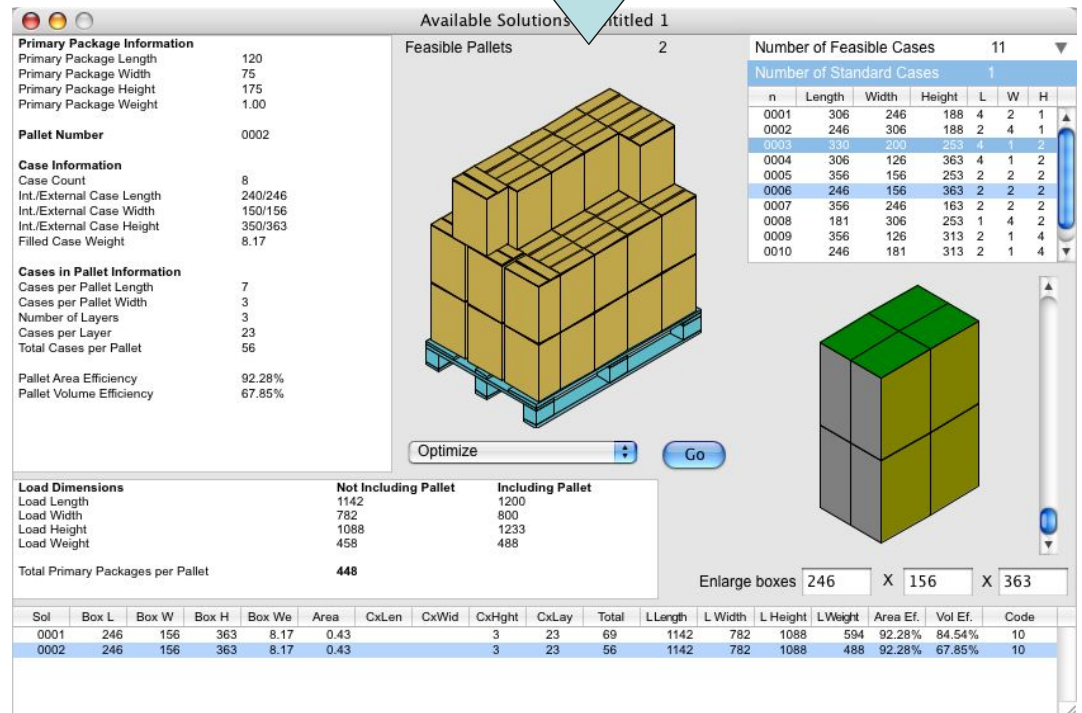 Available Solutions ntitled 1
Primary Package Information
Primary Package Length 120
Primary Package Width 75
Primary Package Height 175
Primary Package Weight 1.00
Pallet Number 0002
Case Information
Case Count 8
Int./External Case Length 240/246
Int./External Case Width 150/156
Int./External Case Height 350/363
Filled Case Weight 8.17
Cases in Pallet Information
Cases per Pallet Length 7
Cases per Pallet Width 3
Number of Layers 3
Cases per Layer 23
Total Cases per Pallet 56
Pallet Area Efficiency 92.28%
Pallet Volume Efficiency 67.85%
Feasible Pallets 2
Optimize
Go
Number of Feasible Cases 11
Number of Standard Cases 1
n Length Width Height L W H
0001 306 246 188 4 2 1
0002 246 306 188 2 4 1
0003 330 200 253 4 1 2
0004 306 126 363 4 1 2
0005 356 156 253 2 2 2
0006 246 156 363 2 2 2
0007 356 246 163 2 2 2
0008 181 306 253 1 4 2
0009 356 126 313 2 1 4
0010 246 181 313 2 1 4
Enlarge boxes 246 X 156 X 363
Load Dimensions Not Including Pallet Including Pallet
Load Length 1142 1200
Load Width 782 800
Load Height 1088 1233
Load Weight 458 488
Total Primary Packages per Pallet 448
Sol Box L Box W Box H Box We Area CxLen CxWid CxHght CxLay Total L Length L Width L Height L Weight Area Ef. Vol Ef. Code
0001 246 156 363 8.17 0.43 3 23 69 1142 782 1088 594 92.28% 84.54% 10
0002 246 156 363 8.17 0.43 3 23 56 1142 782 1088 488 92.28% 67.85% 10